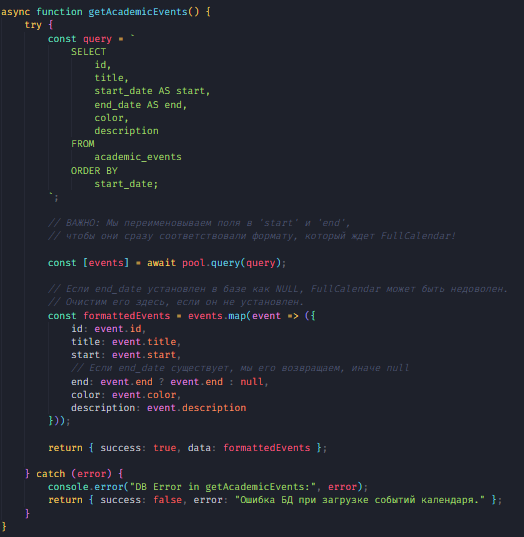 async function getAcademicEvents() {
    try {
        const query = `
            SELECT
                id,
                title,
                start_date AS start,
                end_date AS end,
                color,
                description
            FROM
                academic_events
            ORDER BY
                start_date;
        `;
        // ВАЖНО: Мы переименовываем поля в 'start' и 'end',
        // чтобы они сразу соответствовали формату, который ждет FullCalendar!
        const [events] = await pool.query(query);
        // Если end_date установлен в базе как NULL, FullCalendar может быть недоволен.
        // Очистим его здесь, если он не установлен.
        const formattedEvents = events.map(event => ({
            id: event.id,
            title: event.title,
            start: event.start,
            // Если end_date существует, мы его возвращаем, иначе null
            end: event.end ? event.end : null,
            color: event.color,
            description: event.description
        }));
        return { success: true, data: formattedEvents };
    } catch (error) {
        console.error("DB Error in getAcademicEvents:", error);
        return { success: false, error: "Ошибка БД при загрузке событий календаря." };
    }
}